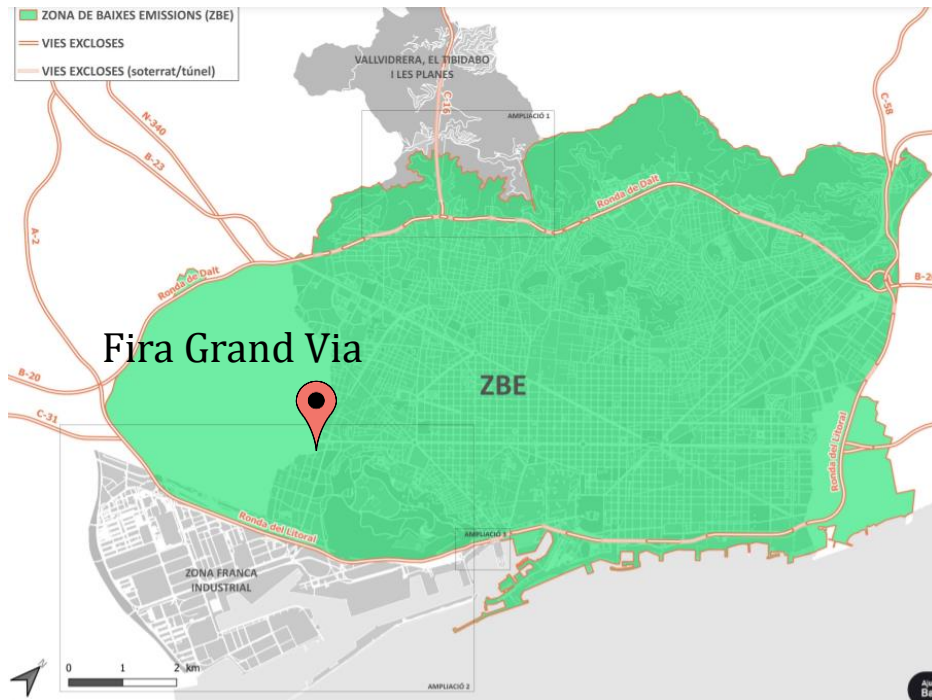 ZONA DE BAIXES EMISSIONS (ZBE)
VIES EXCLOSES
VIES EXCLOSES (soterrat/túnel)
VALLVIDRERA, EL TIBIDABO
I LES PLANES
AMPLIACIÓ 1
C-16
C-58
N-340
B-23
A-2
Ronda de Dalt
Ronda de Dalt
B-20
Fira Grand Via
ZBE
B-20
C-31
Ronda del Litoral
Ronda del Litoral
AMPLIACIÓ 3
ZONA FRANCA
INDUSTRIAL
N
0 1 2 km
AMPLIACIÓ 2